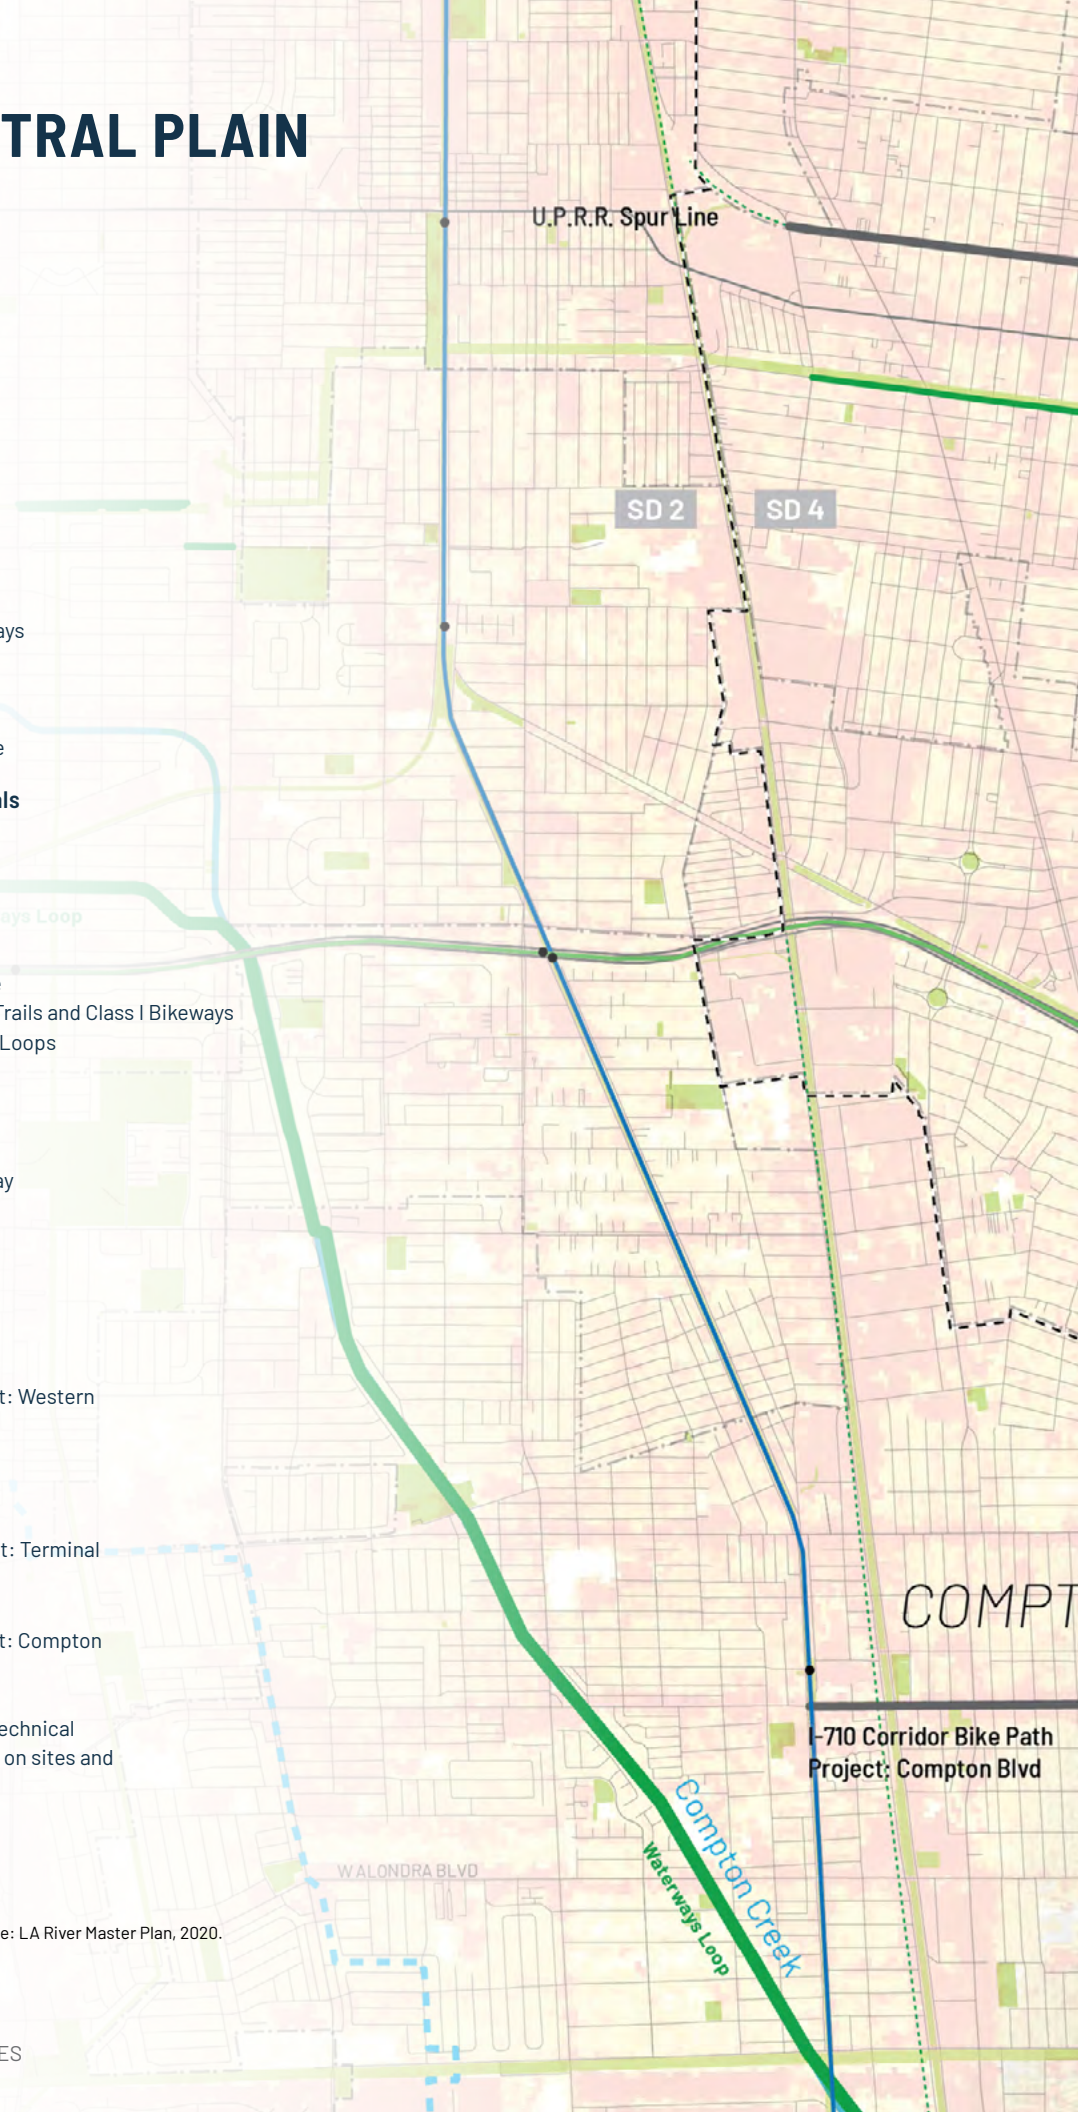 TRAL PLAIN
U.P.R.R. Spur Line
SD 2
SD 4
ays
e
ls
ays Loop
Trails and Class I Bikeways
Loops
ay
t: Western
t: Terminal
COMPT
t: Compton
echnical
I-710 Corridor Bike Path
on sites and
Project: Compton Blvd
Compton Creek
Waterways Loop
W ALONDRA BLVD
e: LA River Master Plan, 2020.
ES